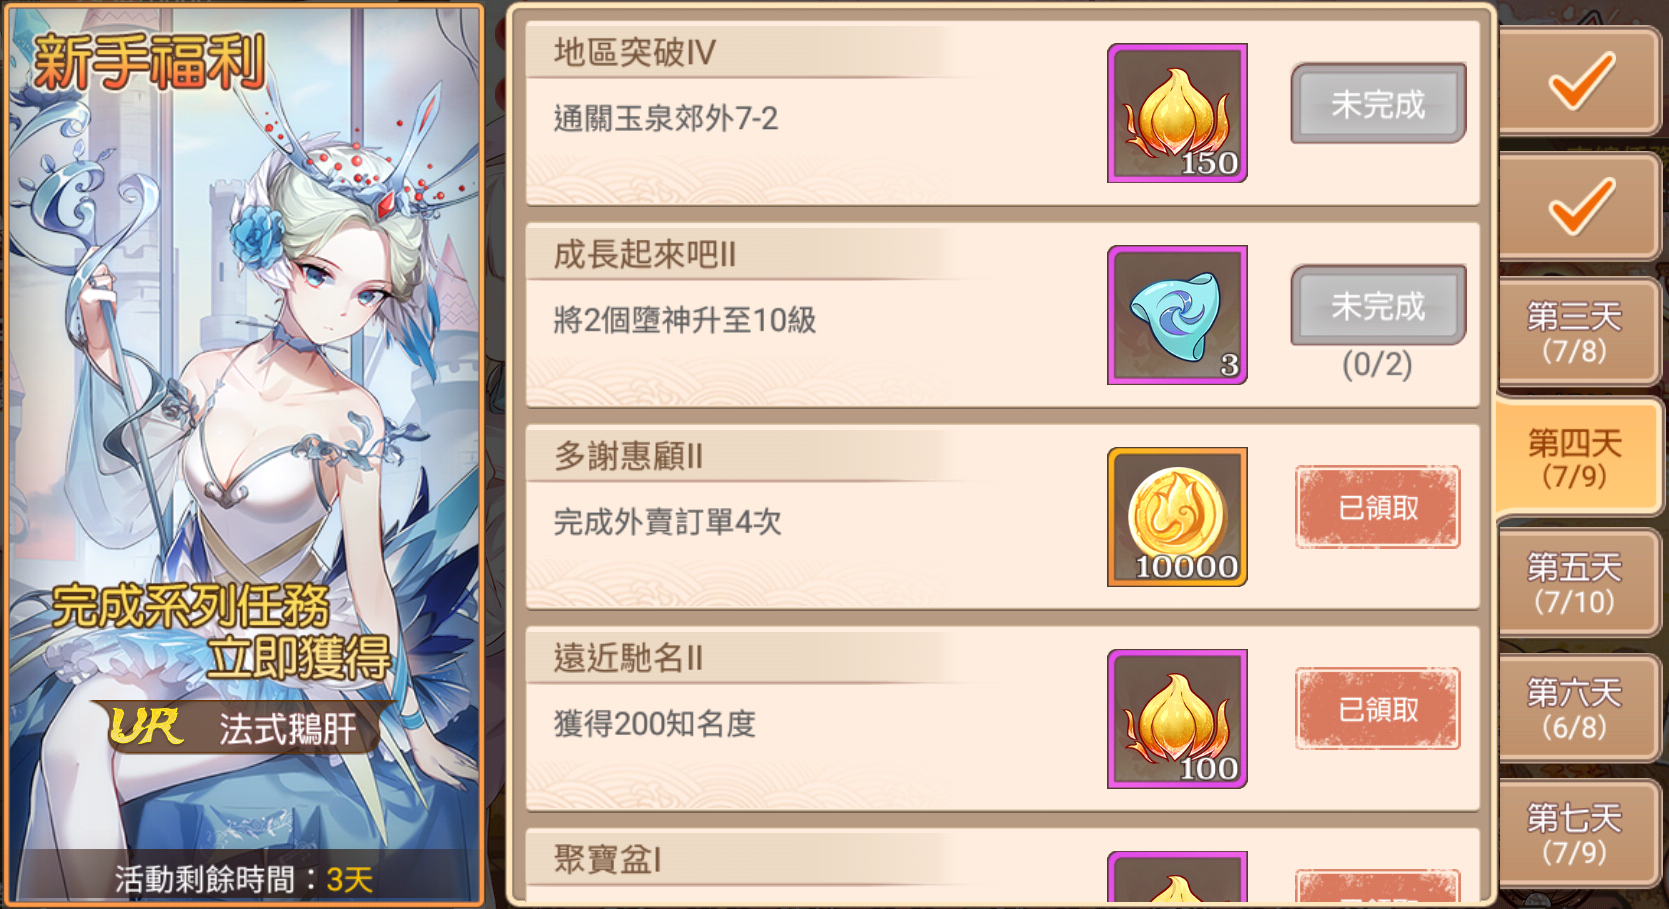 新手福利
完成系列任務
立即獲得
UR 法式鵝肝
活動剩餘時間：3天
地區突破IV
通關玉泉郊外7-2
150
未完成
成長起來吧II
將2個墮神升至10級
3
未完成
(0/2)
多謝惠顧II
完成外賣訂單4次
10000
已領取
遠近馳名II
獲得200知名度
100
已領取
聚寶盆I
第三天
(7/8)
第四天
(7/9)
第五天
(7/10)
第六天
(6/8)
第七天
(7/9)